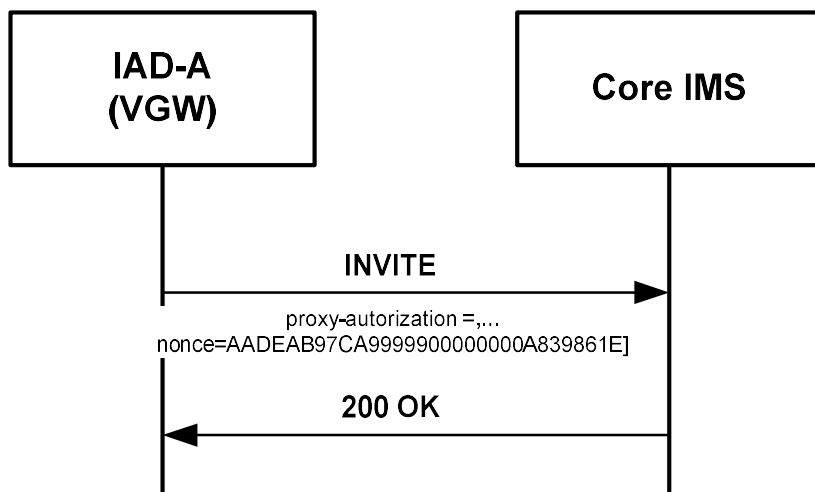 IAD-A
(VGW)
Core IMS
INVITE
proxy-autorization =,...
nonce=AADEAB97CA9999900000000A839861E]
200 OK